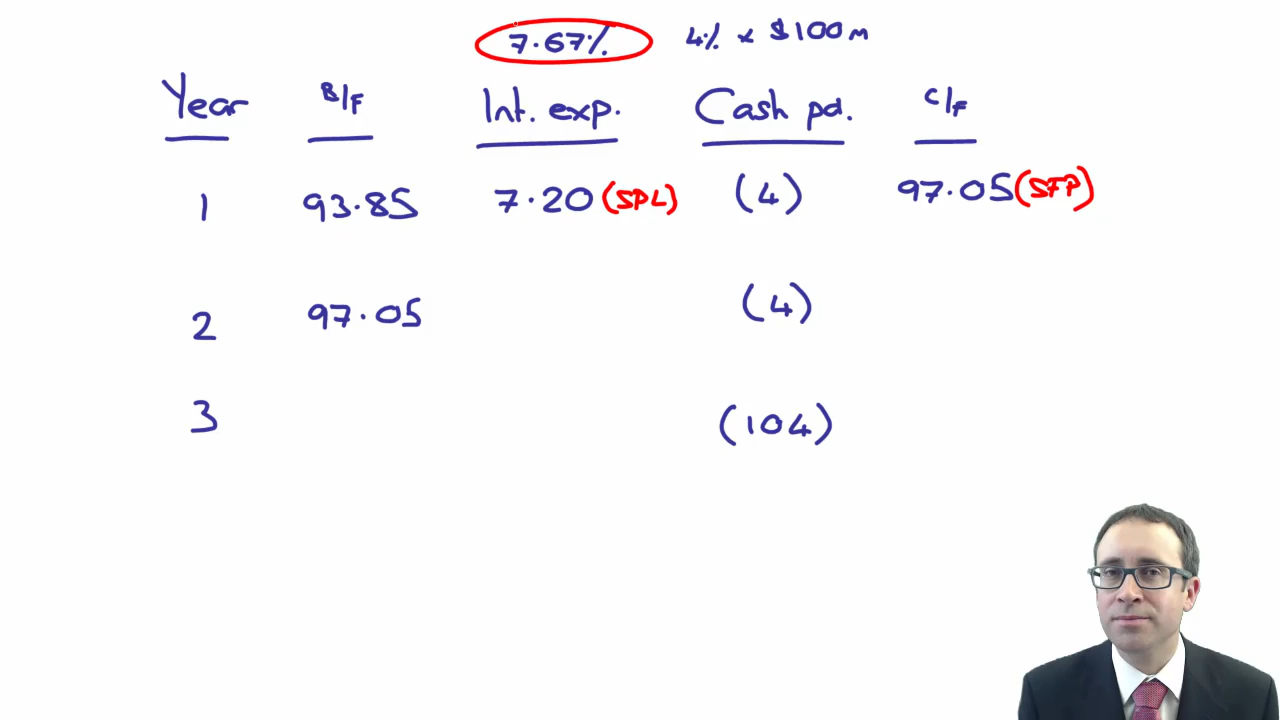 7.67% 4% x $100m
Year B/F Int. exp. Cash pd. C/F
1 93.85 7.20 (SPL) (4) 97.05 (SFP)
2 97.05 (4)
3 (104)